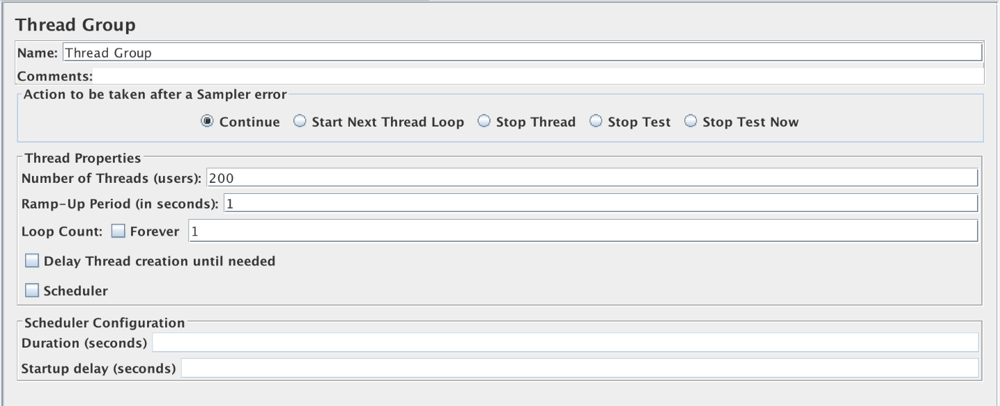 Thread Group
Name: Thread Group
Comments:
Action to be taken after a Sampler error
Continue Start Next Thread Loop Stop Thread Stop Test Stop Test Now
Thread Properties
Number of Threads (users): 200
Ramp-Up Period (in seconds): 1
Loop Count: Forever 1
Delay Thread creation until needed
Scheduler
Scheduler Configuration
Duration (seconds)
Startup delay (seconds)